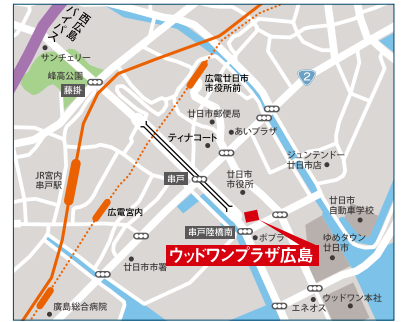 西広島
バイパス
サンチェリー
峰高公園
藤掛
広電廿日市
市役所前
2
廿日市郵便局
あいプラザ
ティナコート
ジュンテンドー
廿日市店
JR宮内
串戸駅
串戸
廿日市
市役所
広電宮内
廿日市
自動車学校
串戸陸橋南
ポプラ
ゆめタウン
廿日市
ウッドワンプラザ広島
廿日市市署
廣島総合病院
エネオス
ウッドワン本社